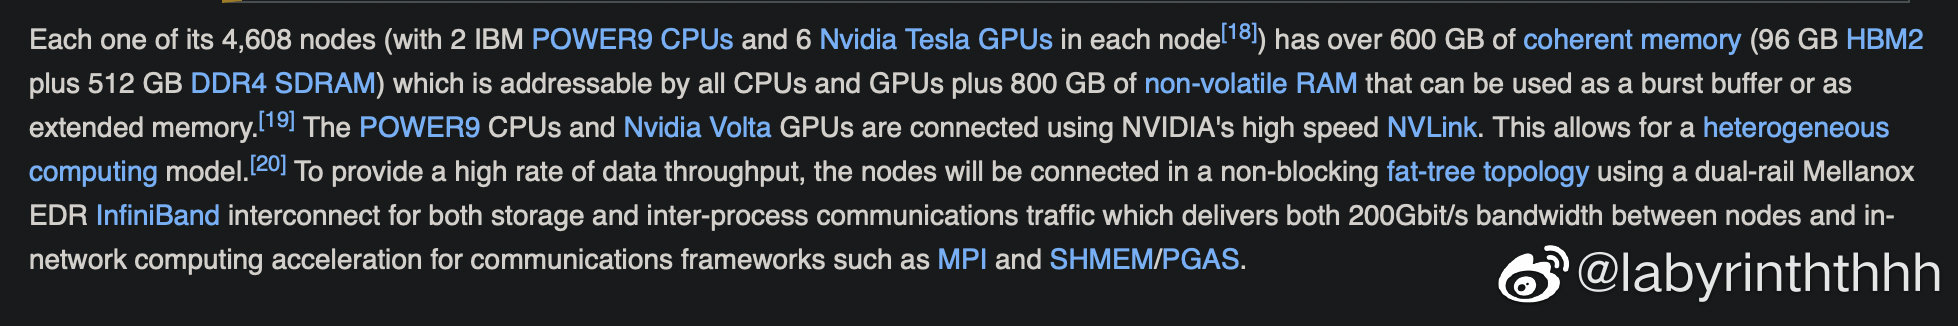 Each one of its 4,608 nodes (with 2 IBM POWER9 CPUs and 6 Nvidia Tesla GPUs in each node[18]) has over 600 GB of coherent memory (96 GB HBM2
plus 512 GB DDR4 SDRAM) which is addressable by all CPUs and GPUs plus 800 GB of non-volatile RAM that can be used as a burst buffer or as
extended memory.[19] The POWER9 CPUs and Nvidia Volta GPUs are connected using NVIDIA's high speed NVLink. This allows for a heterogeneous
computing model.[20] To provide a high rate of data throughput, the nodes will be connected in a non-blocking fat-tree topology using a dual-rail Mellanox
EDR InfiniBand interconnect for both storage and inter-process communications traffic which delivers both 200Gbit/s bandwidth between nodes and in-
network computing acceleration for communications frameworks such as MPI and SHMEM/PGAS.
@labyrinththhh